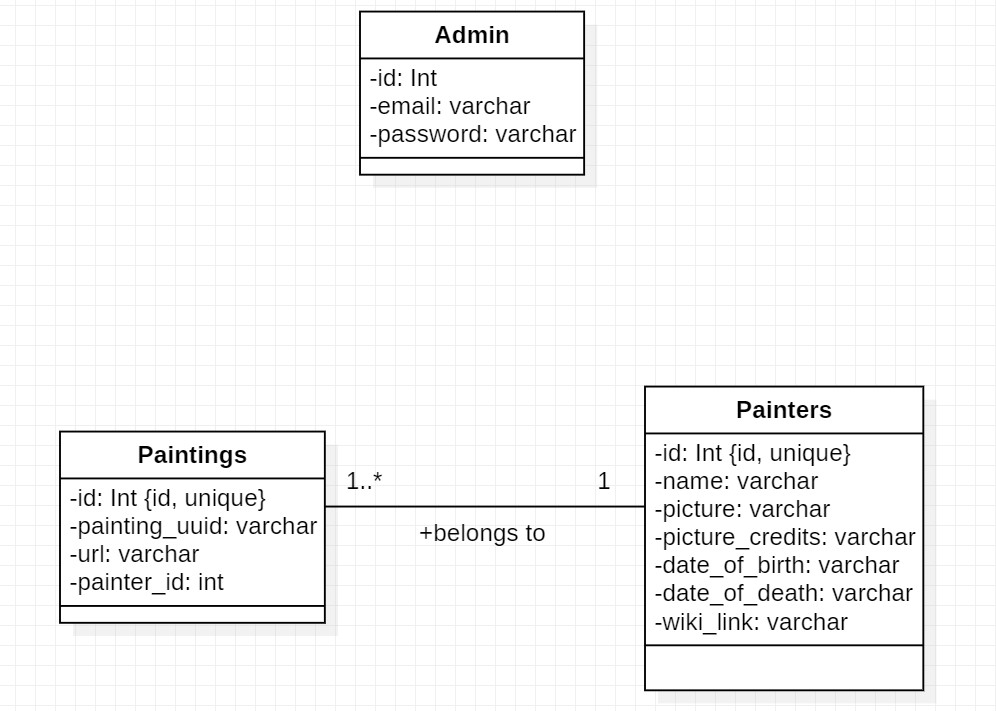 Admin
-id: Int
-email: varchar
-password: varchar
Paintings
-id: Int {id, unique}
-painting_uuid: varchar
-url: varchar
-painter_id: int
1..*
1
+belongs to
Painters
-id: Int {id, unique}
-name: varchar
-picture: varchar
-picture_credits: varchar
-date_of_birth: varchar
-date_of_death: varchar
-wiki_link: varchar